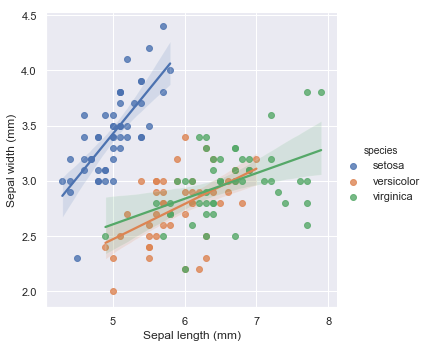 4.5
4.0
3.5
3.0
2.5
2.0
Sepal width (mm)
5
6
7
8
Sepal length (mm)
species
setosa
versicolor
virginica